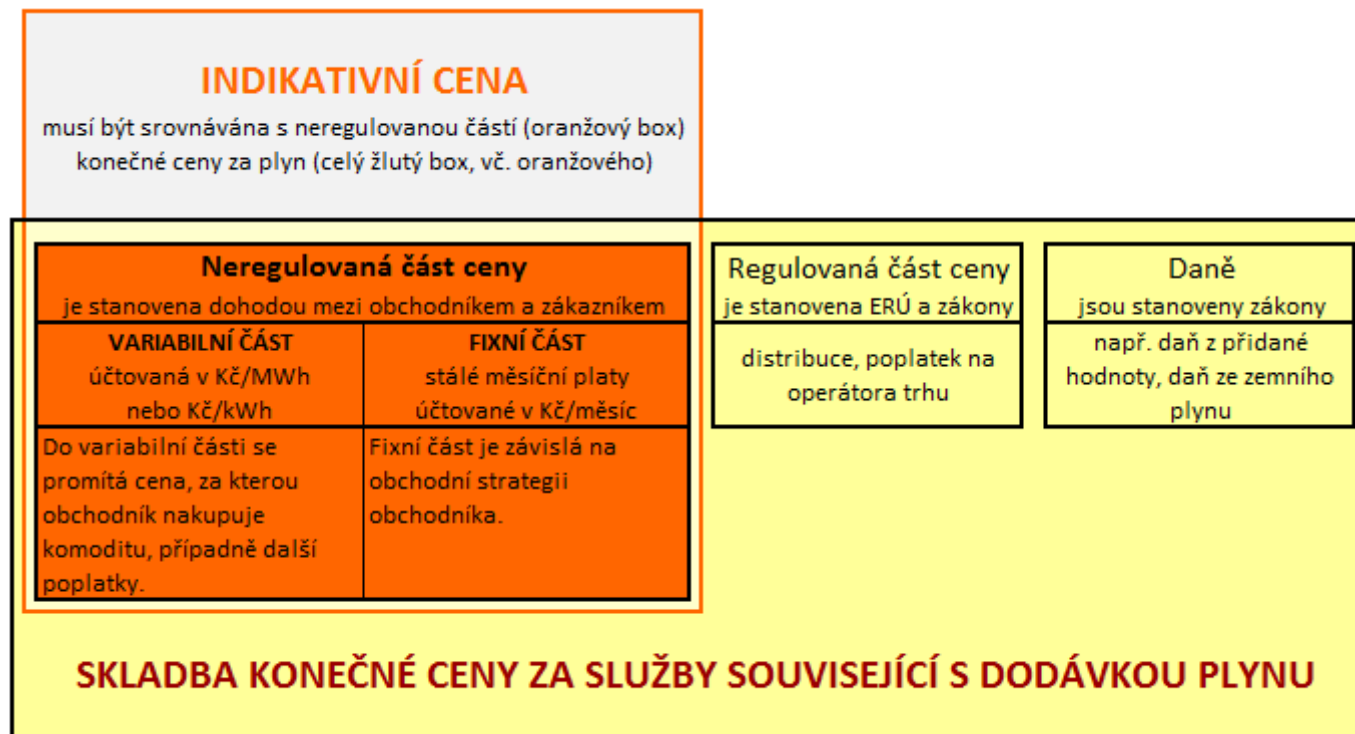 INDIKATIVNÍ CENA
musí být srovnávána s neregulovanou částí (oranžový box)
konečné ceny za plyn (celý žlutý box, vč. oranžového)
Neregulovaná část ceny
je stanovena dohodou mezi obchodníkem a zákazníkem
VARIABILNÍ ČÁST
účtovaná v Kč/MWh
nebo Kč/kWh
FIXNÍ ČÁST
stálé měsíční platy
účtované v Kč/měsíc
Do variabilní části se
promítá cena, za kterou
obchodník nakupuje
komoditu, případně další
poplatky.
Fixní část je závislá na
obchodní strategii
obchodníka.
Regulovaná část ceny
je stanovena ERÚ a zákony
distribuce, poplatek na
operátora trhu
Daně
jsou stanoveny zákony
např. daň z přidané
hodnoty, daň ze zemního
plynu
SKLADBA KONEČNÉ CENY ZA SLUŽBY SOUVISEJÍCÍ S DODÁVKOU PLYNU